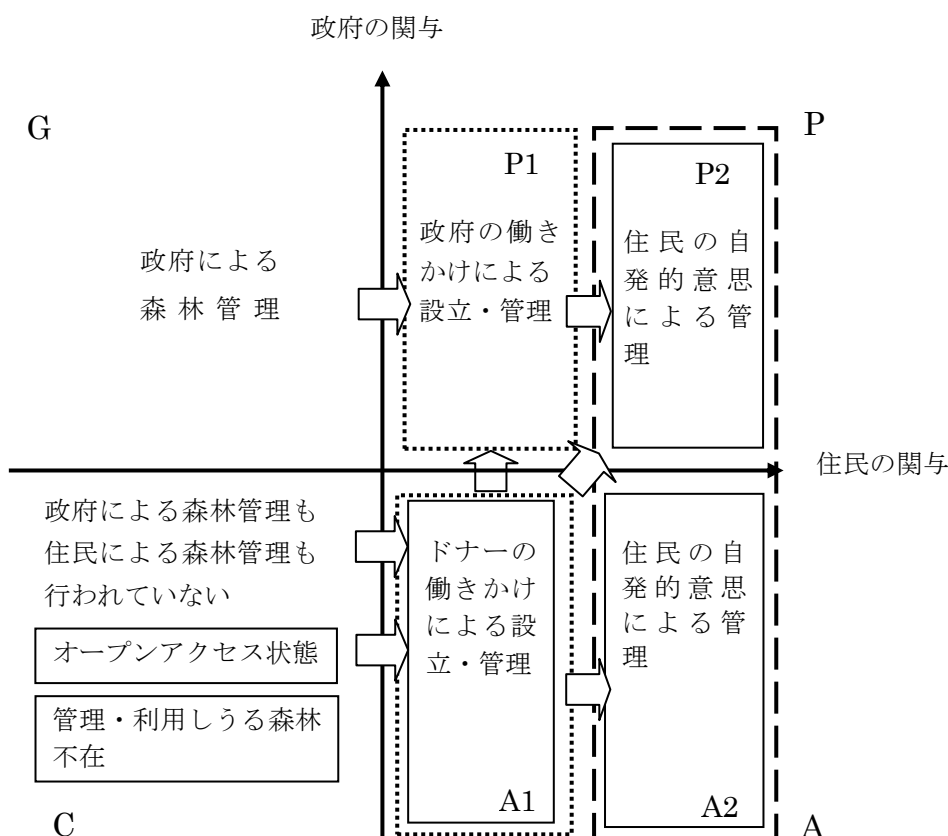 政府の関与
G
P
P1
P2
政府の働き
かけによる
設立・管理
住民の自
発的意思
による管
理
政府による
森林管理
住民の関与
政府による森林管理も
住民による森林管理も
行われていない
オープンアクセス状態
管理・利用しうる森林
不在
ドナーの
働きかけ
による設
立・管理
住民の自
発的意思
による管
理
A1
A2
C
A